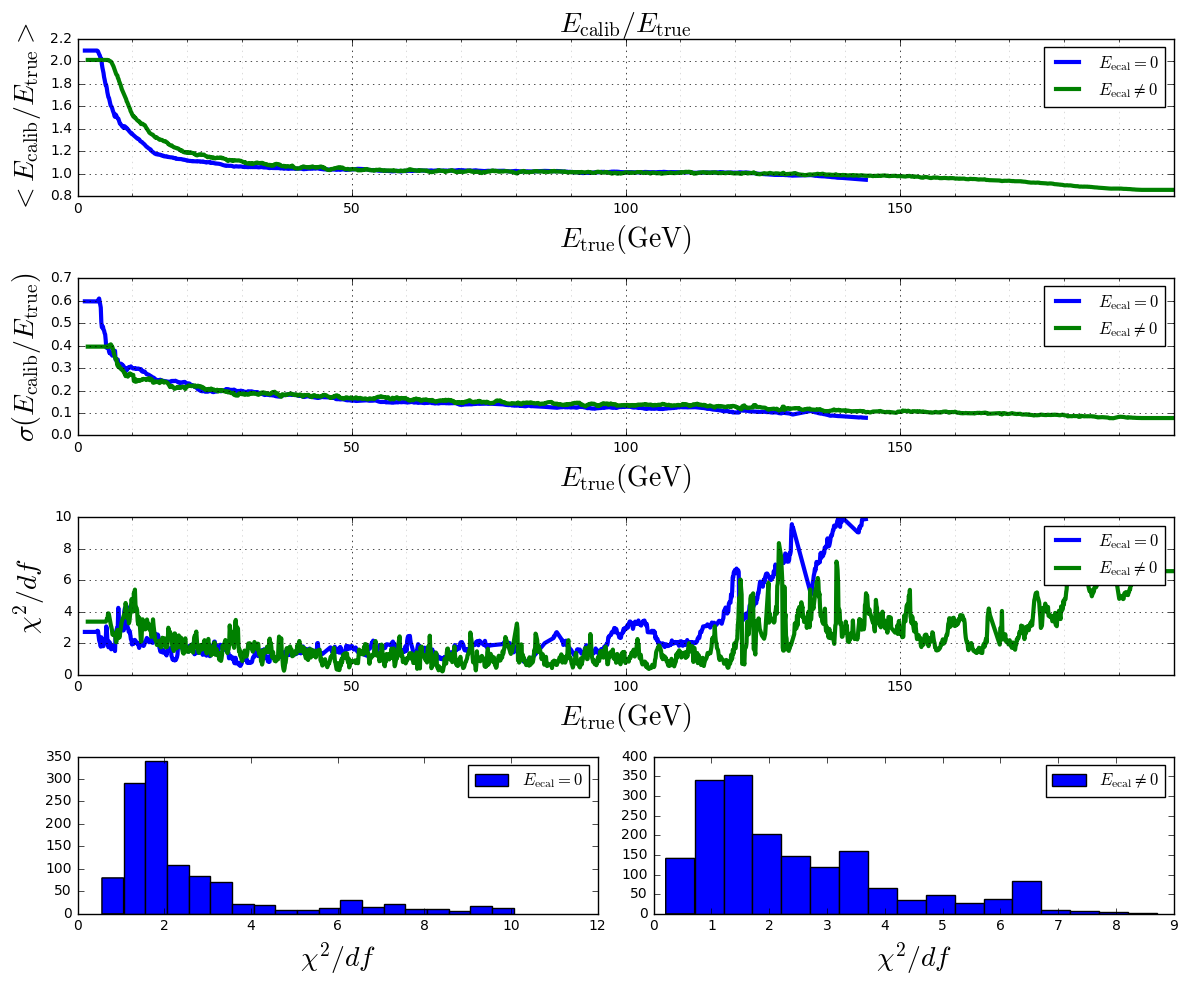 E_calib/E_true
< E_calib/E_true >
2.2
2.0
1.8
1.6
1.4
1.2
1.0
0.8
E_ecal = 0
E_ecal ≠ 0
0 50 100 150
E_true(GeV)
σ(E_calib/E_true)
0.7
0.6
0.5
0.4
0.3
0.2
0.1
0.0
E_ecal = 0
E_ecal ≠ 0
0 50 100 150
E_true(GeV)
χ²/df
10
8
6
4
2
0
E_ecal = 0
E_ecal ≠ 0
0 50 100 150
E_true(GeV)
350
300
250
200
150
100
50
0
E_ecal = 0
0 2 4 6 8 10 12
χ²/df
400
350
300
250
200
150
100
50
0
E_ecal ≠ 0
0 1 2 3 4 5 6 7 8 9
χ²/df